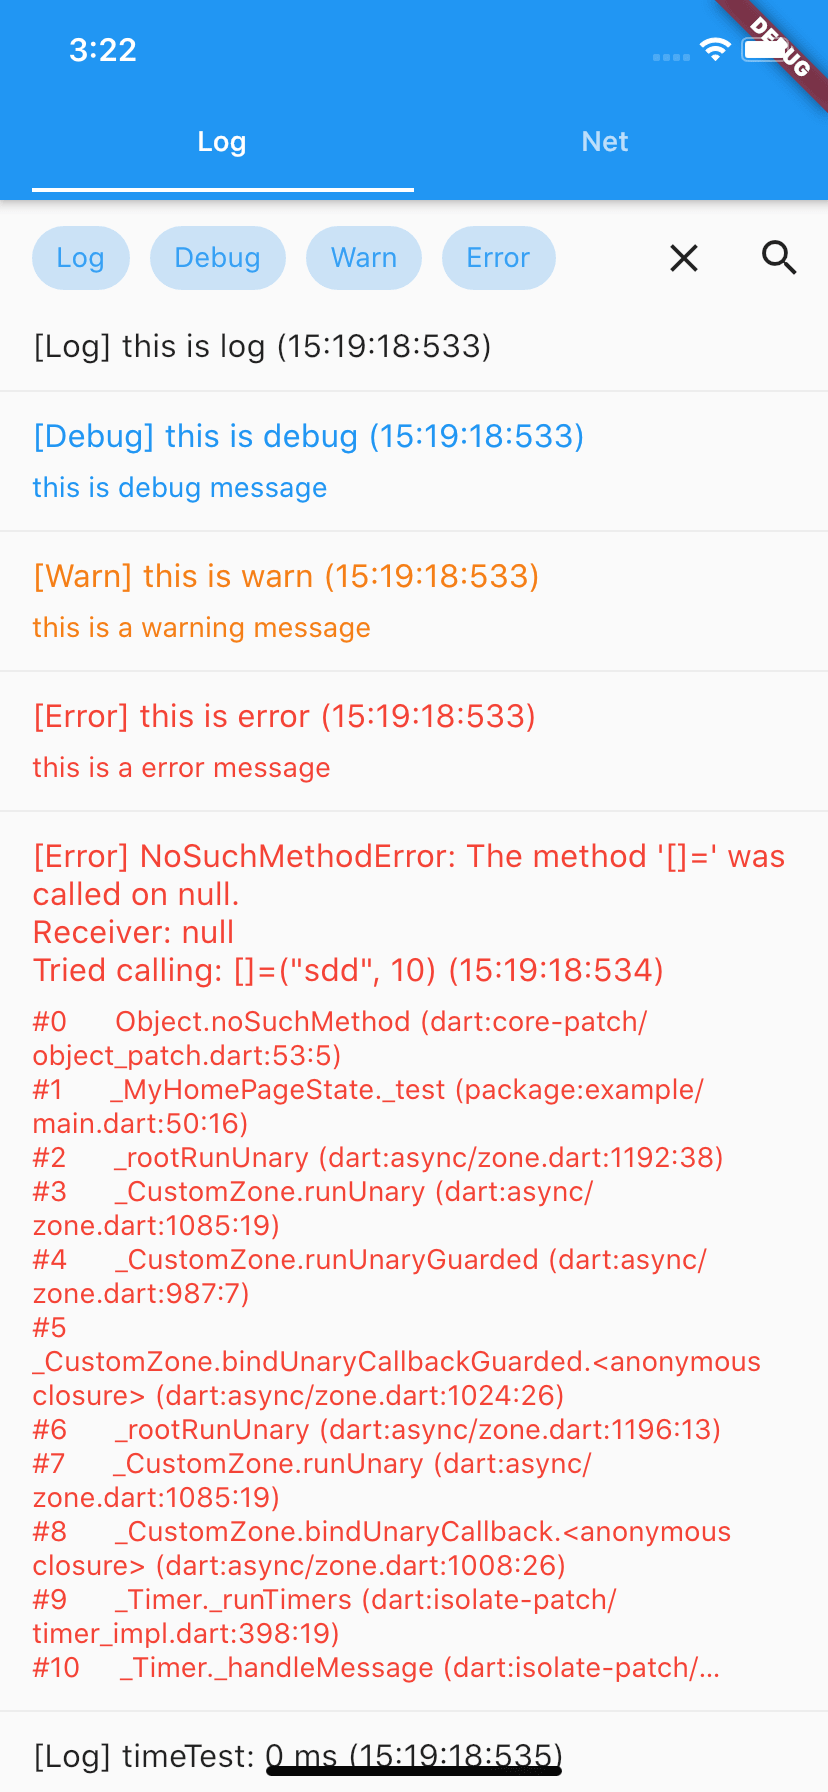 3:22
DEBUG
Log Net
Log Debug Warn Error
[Log] this is log (15:19:18:533)
[Debug] this is debug (15:19:18:533)
this is debug message
[Warn] this is warn (15:19:18:533)
this is a warning message
[Error] this is error (15:19:18:533)
this is a error message
[Error] NoSuchMethodError: The method '[]=' was
called on null.
Receiver: null
Tried calling: []=("sdd", 10) (15:19:18:534)
#0 Object.noSuchMethod (dart:core-patch/
object_patch.dart:53:5)
#1 _MyHomePageState._test (package:example/
main.dart:50:16)
#2 _rootRunUnary (dart:async/zone.dart:1192:38)
#3 _CustomZone.runUnary (dart:async/
zone.dart:1085:19)
#4 _CustomZone.runUnaryGuarded (dart:async/
zone.dart:987:7)
#5
_CustomZone.bindUnaryCallbackGuarded.<anonymous
closure> (dart:async/zone.dart:1024:26)
#6 _rootRunUnary (dart:async/zone.dart:1196:13)
#7 _CustomZone.runUnary (dart:async/
zone.dart:1085:19)
#8 _CustomZone.bindUnaryCallback.<anonymous
closure> (dart:async/zone.dart:1008:26)
#9 _Timer._runTimers (dart:isolate-patch/
timer_impl.dart:398:19)
#10 _Timer._handleMessage (dart:isolate-patch/...
[Log] timeTest: 0 ms (15:19:18:535)